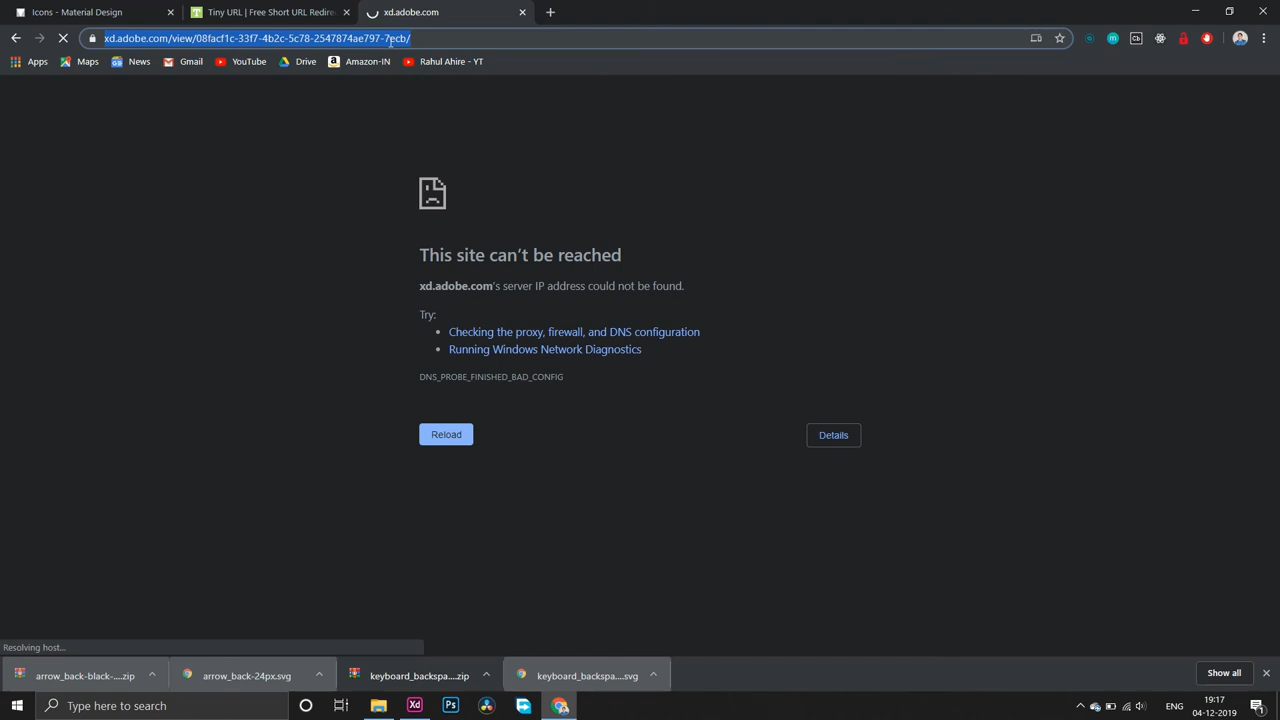 Icons - Material Design
Tiny URL | Free Short URL Redire
xd.adobe.com
xd.adobe.com/view/08facf1c-33f7-4b2c-5c78-2547874ae797-7ecb/
Apps Maps News Gmail YouTube Drive Amazon-IN Rahul Ahire - YT
This site can't be reached
xd.adobe.com's server IP address could not be found.
Try:
Checking the proxy, firewall, and DNS configuration
Running Windows Network Diagnostics
DNS_PROBE_FINISHED_BAD_CONFIG
Reload
Details
Resolving host...
arrow_back-black-....zip
arrow_back-24px.svg
keyboard_backspa....zip
keyboard_backspa....svg
Show all
Type here to search
Xd
Ps
ENG
19:17
04-12-2019